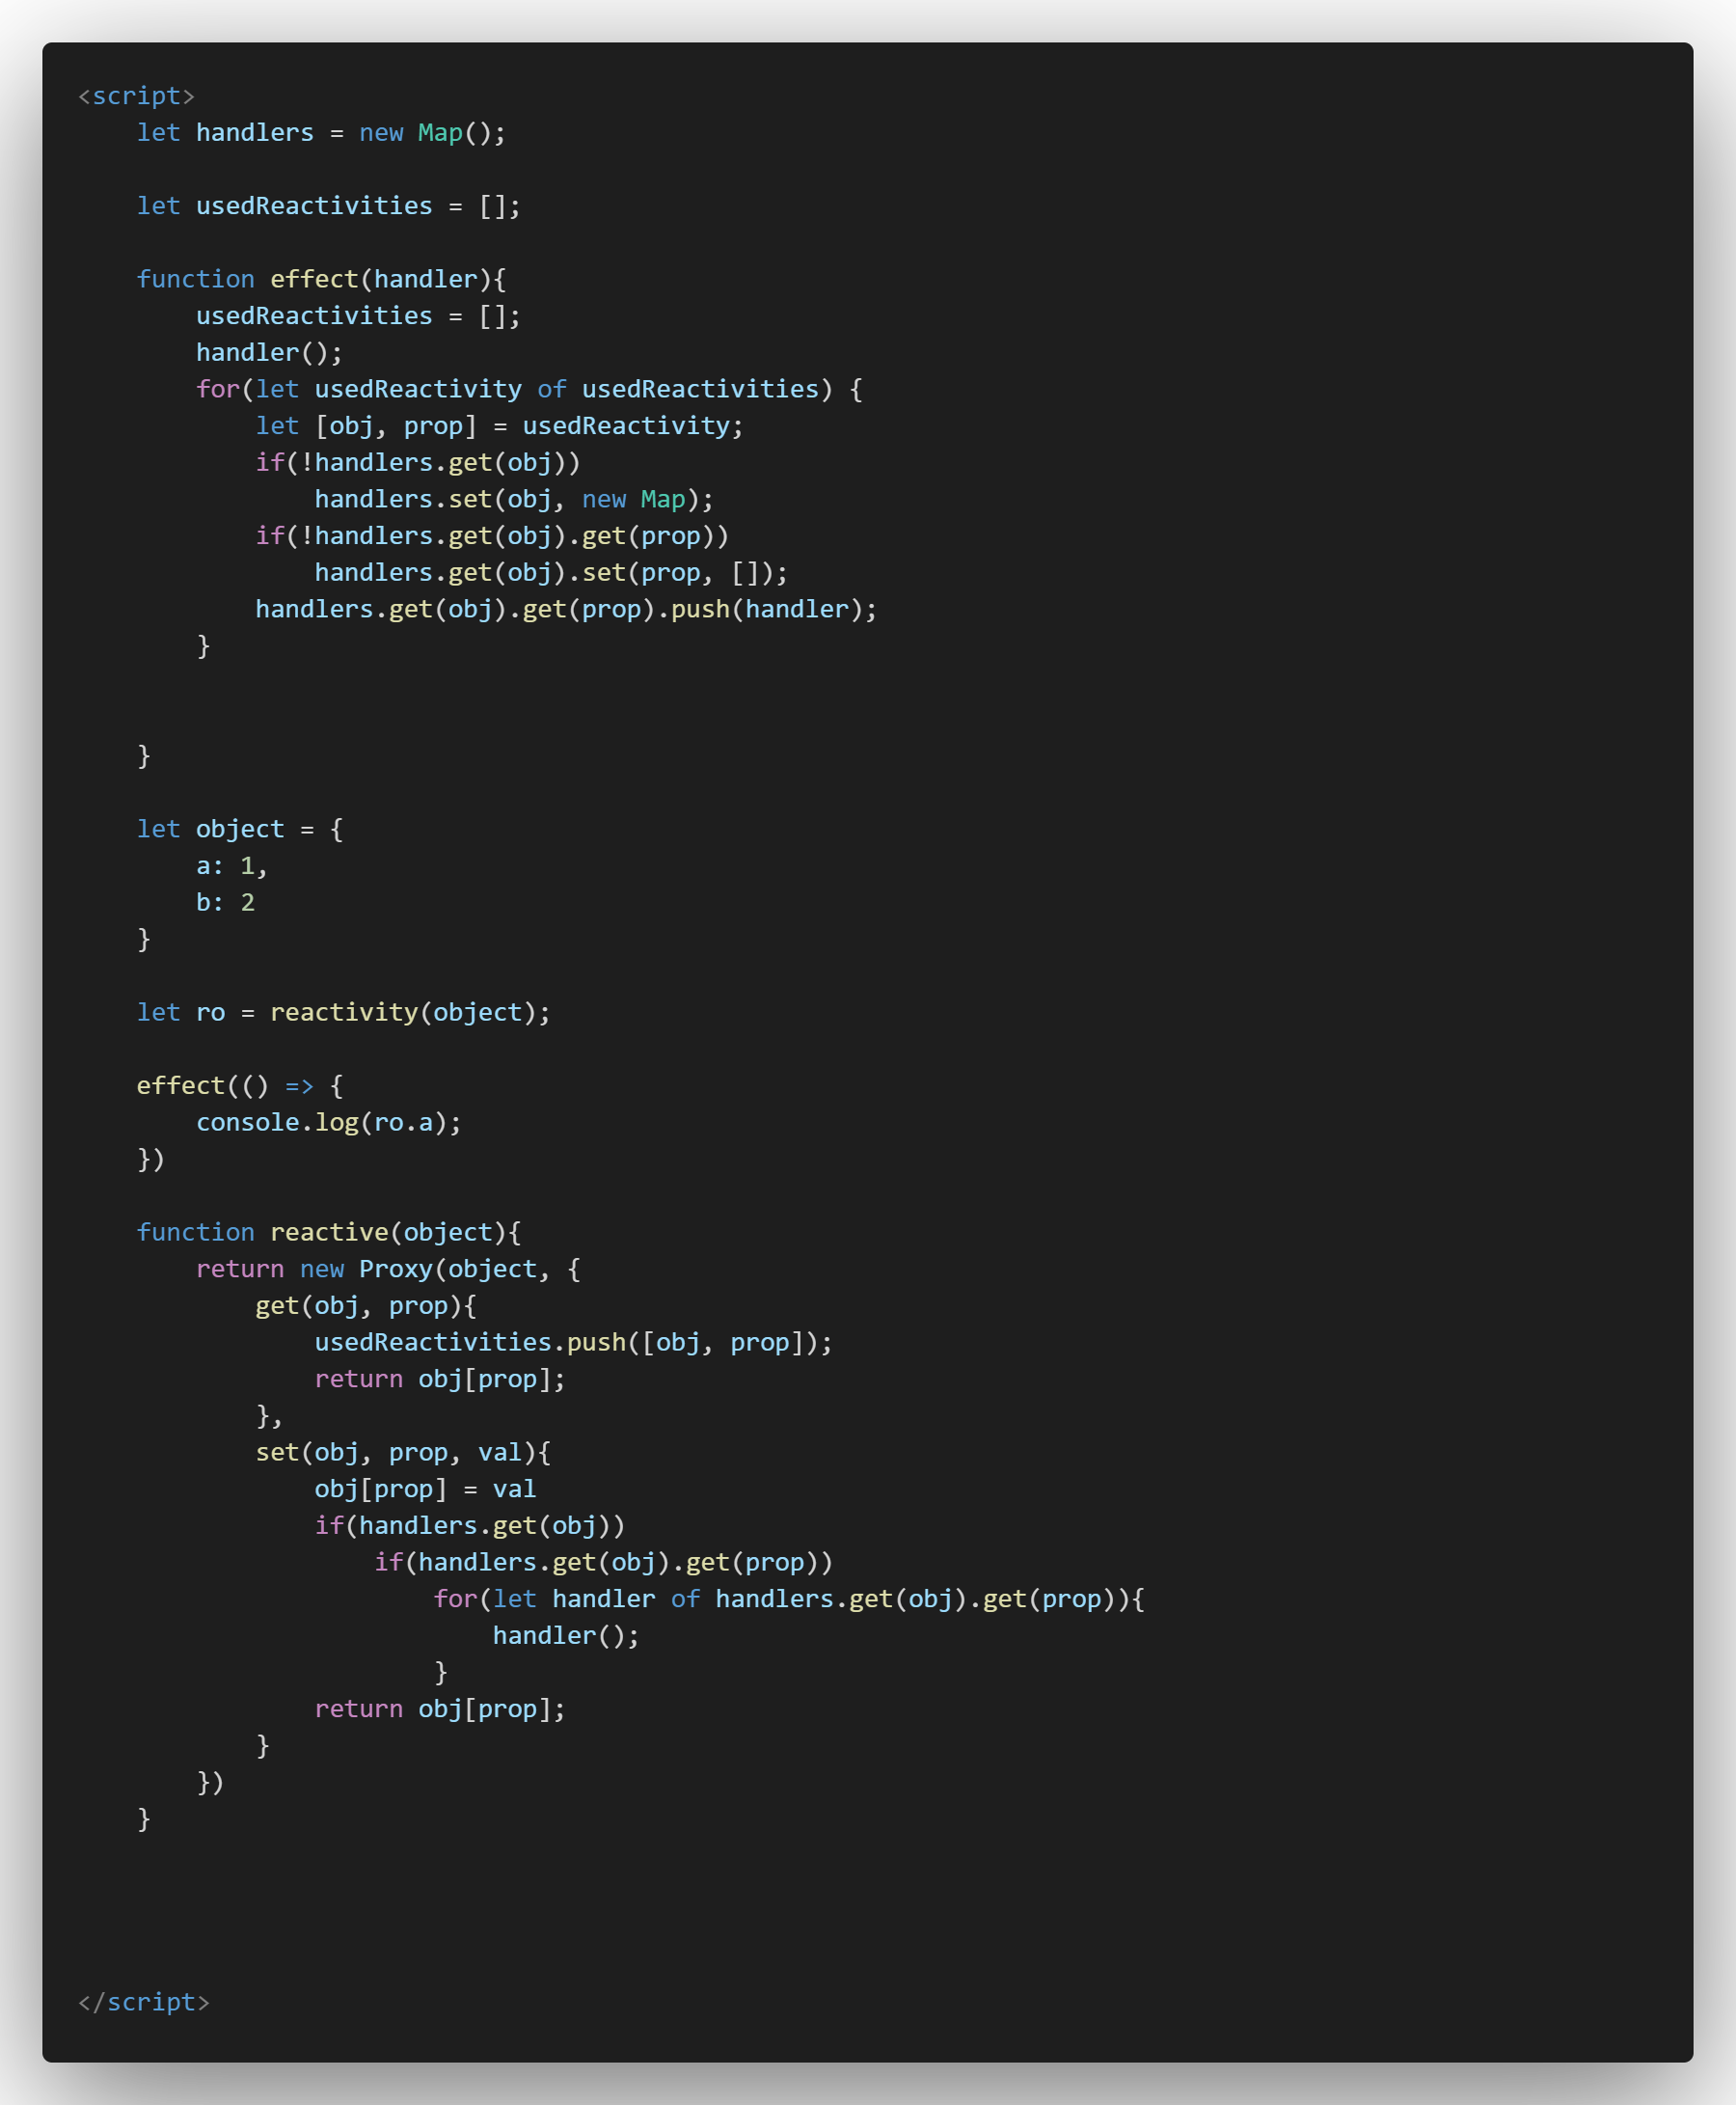 <script>
    let handlers = new Map();

    let usedReactivities = [];

    function effect(handler){
        usedReactivities = [];
        handler();
        for(let usedReactivity of usedReactivities) {
            let [obj, prop] = usedReactivity;
            if(!handlers.get(obj))
                handlers.set(obj, new Map);
            if(!handlers.get(obj).get(prop))
                handlers.get(obj).set(prop, []);
            handlers.get(obj).get(prop).push(handler);
        }


    }

    let object = {
        a: 1,
        b: 2
    }

    let ro = reactivity(object);

    effect(() => {
        console.log(ro.a);
    })

    function reactive(object){
        return new Proxy(object, {
            get(obj, prop){
                usedReactivities.push([obj, prop]);
                return obj[prop];
            },
            set(obj, prop, val){
                obj[prop] = val
                if(handlers.get(obj))
                    if(handlers.get(obj).get(prop))
                        for(let handler of handlers.get(obj).get(prop)){
                            handler();
                        }
                return obj[prop];
            }
        })
    }




</script>